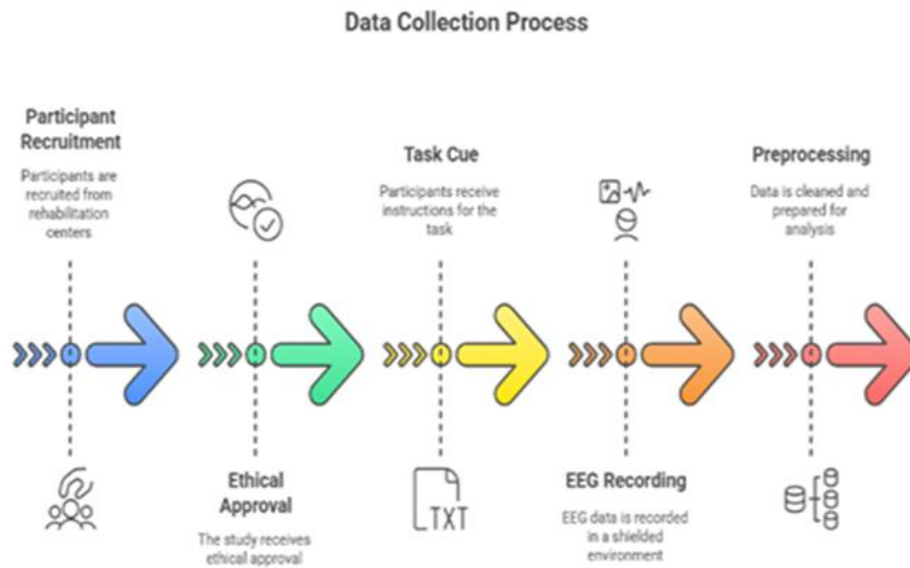 Data Collection Process
Participant
Recruitment
Participants are
recruited from
rehabilitation
centers
Ethical
Approval
The study receives
ethical approval
Task Cue
Participants receive
instructions for the
task
TXT
EEG Recording
EEG data is recorded
in a shielded
environment
Preprocessing
Data is cleaned and
prepared for
analysis